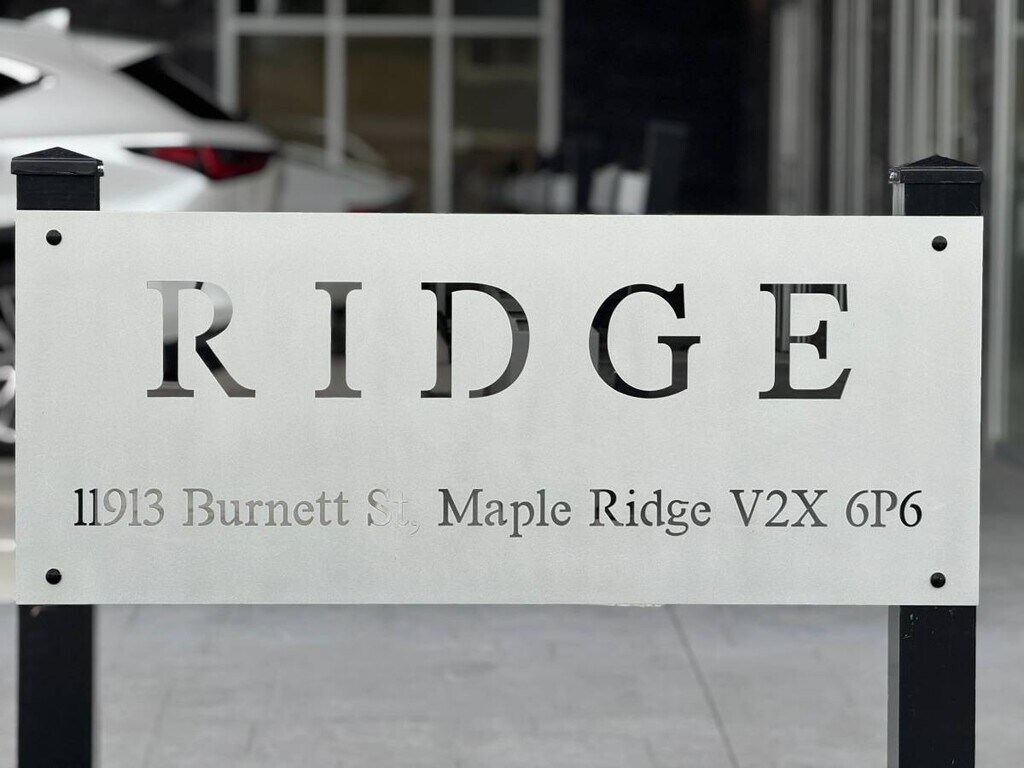 RIDGE
11913 Burnett St, Maple Ridge V2X 6P6